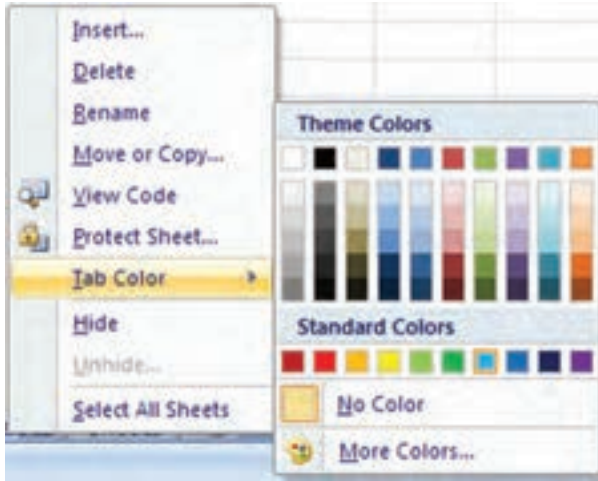 Insert...
Delete
Rename
Move or Copy...
View Code
Protect Sheet...
Tab Color
Hide
Unhide...
Select All Sheets
Theme Colors
Standard Colors
No Color
More Colors...